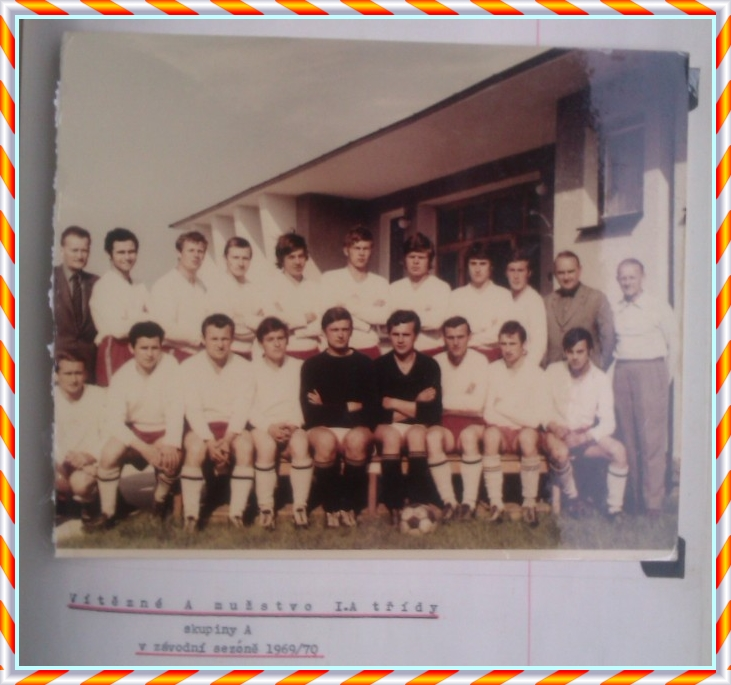 Vítězné A mužstvo I.A třídy
skupiny A
v závodní sezóně 1969/70